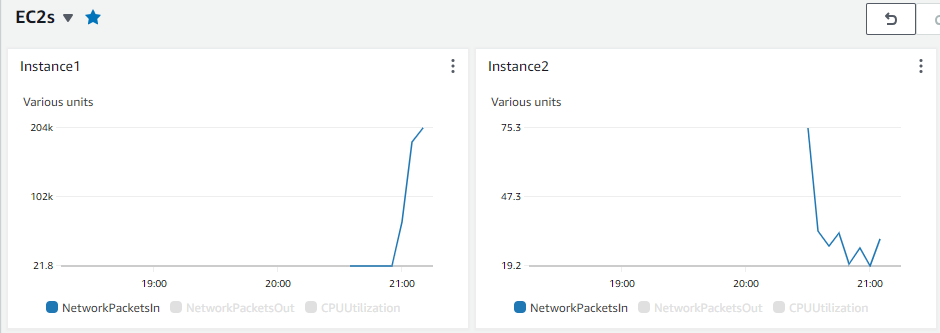 EC2s
Instance1
Various units
204k
102k
21.8
19:00
20:00
21:00
NetworkPacketsIn
NetworkPacketsOut
CPUUtilization
Instance2
Various units
75.3
47.3
19.2
19:00
20:00
21:00
NetworkPacketsIn
NetworkPacketsOut
CPUUtilization